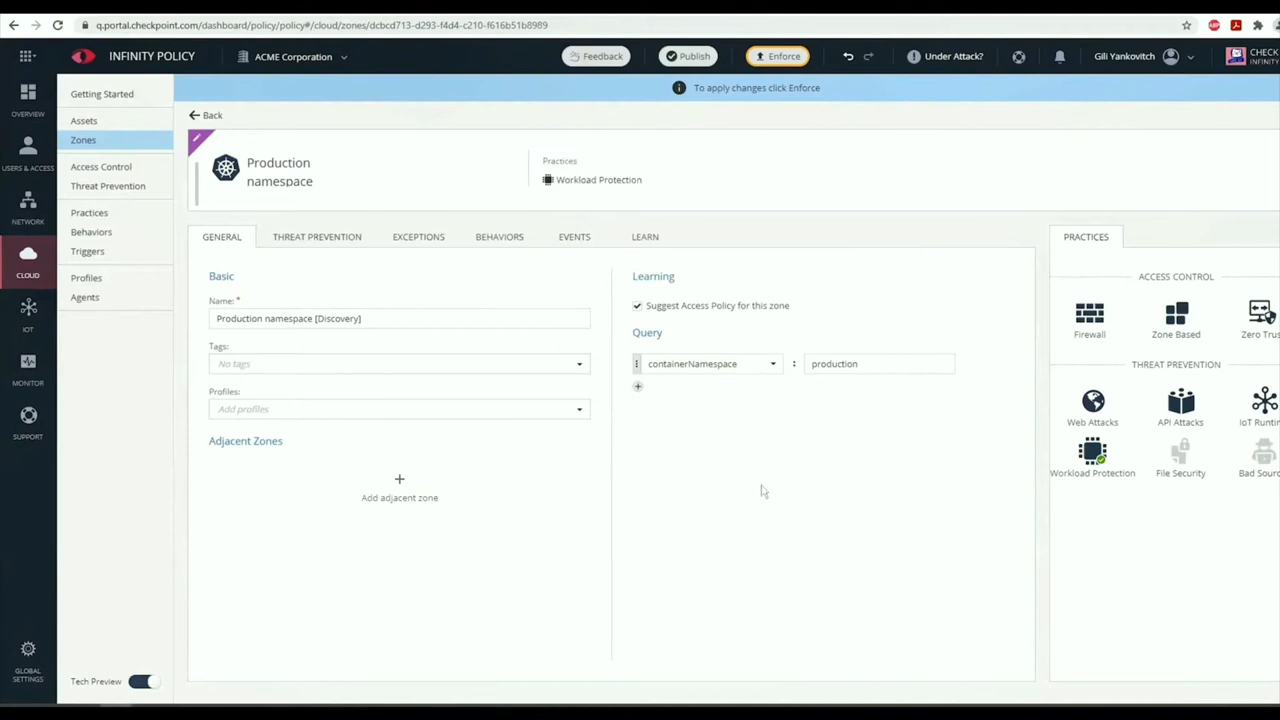 q.portal.checkpoint.com/dashboard/policy/policy#/cloud/zones/dcbcd713-d293-f4d4-c210-f616b51b8989
INFINITY POLICY
ACME Corporation
Feedback
Publish
Enforce
Under Attack?
Gili Yankovitch
CHECK
INFINITY
To apply changes click Enforce
OVERVIEW
USERS & ACCESS
NETWORK
CLOUD
IOT
MONITOR
SUPPORT
GLOBAL
SETTINGS
Getting Started
Assets
Zones
Access Control
Threat Prevention
Practices
Behaviors
Triggers
Profiles
Agents
Tech Preview
Back
Production
namespace
Practices
Workload Protection
GENERAL
THREAT PREVENTION
EXCEPTIONS
BEHAVIORS
EVENTS
LEARN
Basic
Name: *
Production namespace [Discovery]
Tags:
No tags
Profiles:
Add profiles
Adjacent Zones
+
Add adjacent zone
Learning
Suggest Access Policy for this zone
Query
containerNamespace : production
PRACTICES
ACCESS CONTROL
Firewall
Zone Based
Zero Trus
THREAT PREVENTION
Web Attacks
API Attacks
IoT Runtin
Workload Protection
File Security
Bad Sourc